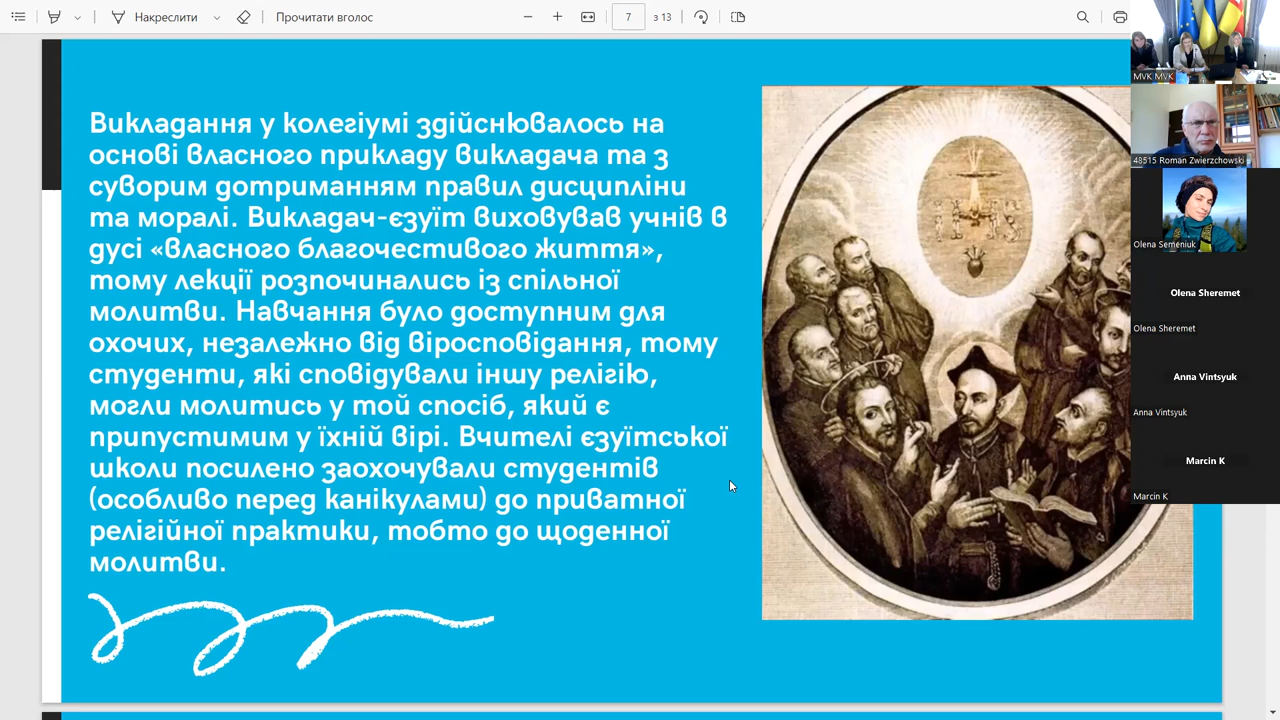 Накреслити
Прочитати вголос
7
з 13
Викладання у колегіумі здійснювалось на
основі власного прикладу викладача та з
суворим дотриманням правил дисципліни
та моралі. Викладач-єзуїт виховував учнів в
дусі «власного благочестивого життя»,
тому лекції розпочинались із спільної
молитви. Навчання було доступним для
охочих, незалежно від віросповідання, тому
студенти, які сповідували іншу релігію,
могли молитись у той спосіб, який є
припустимим у їхній вірі. Вчителі єзуїтської
школи посилено заохочували студентів
(особливо перед канікулами) до приватної
релігійної практики, тобто до щоденної
молитви.
IHS
MVK MVK
48515 Roman Zwierzchowski
Olena Semeniuk
Olena Sheremet
Olena Sheremet
Anna Vintsyuk
Anna Vintsyuk
Marcin K
Marcin K